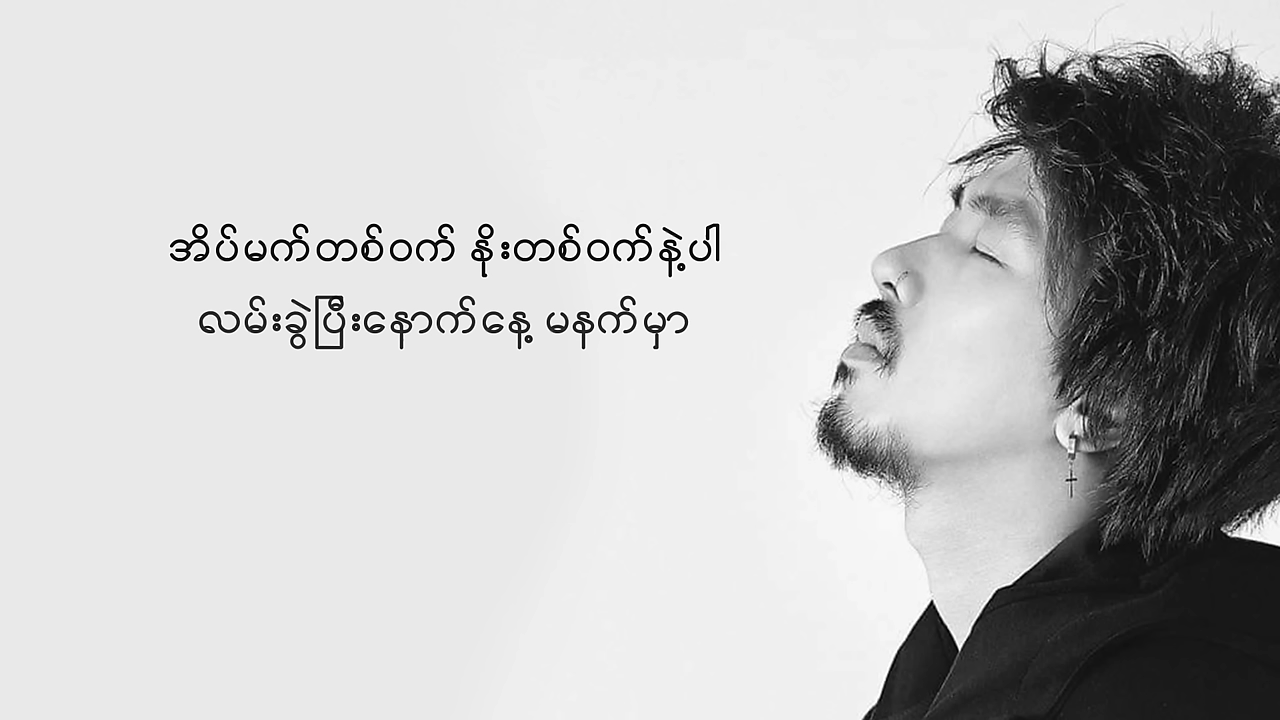 အိပ်မက်တစ်ဝက် နိုးတစ်ဝက်နဲ့ပါ
လမ်းခွဲပြီးနောက်နေ့ မနက်မှာ